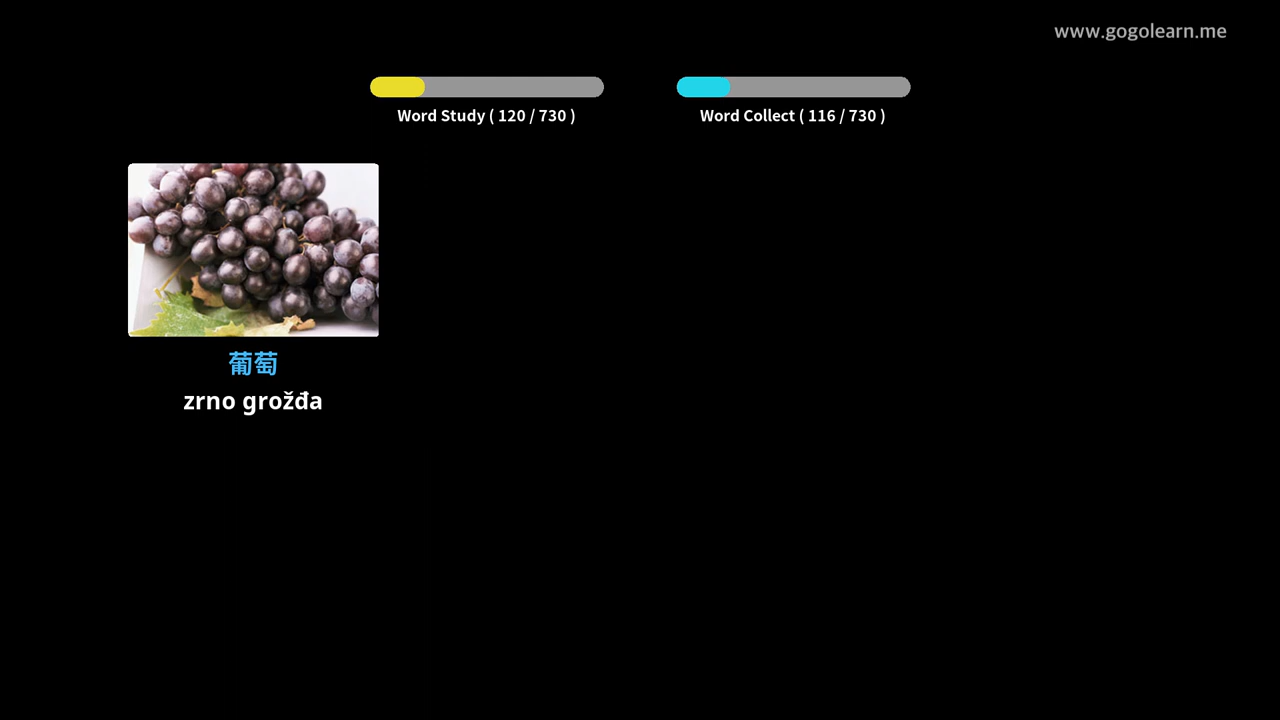 www.gogolearn.me
Word Study ( 120 / 730 )
Word Collect ( 116 / 730 )
葡萄
zrno grožđa